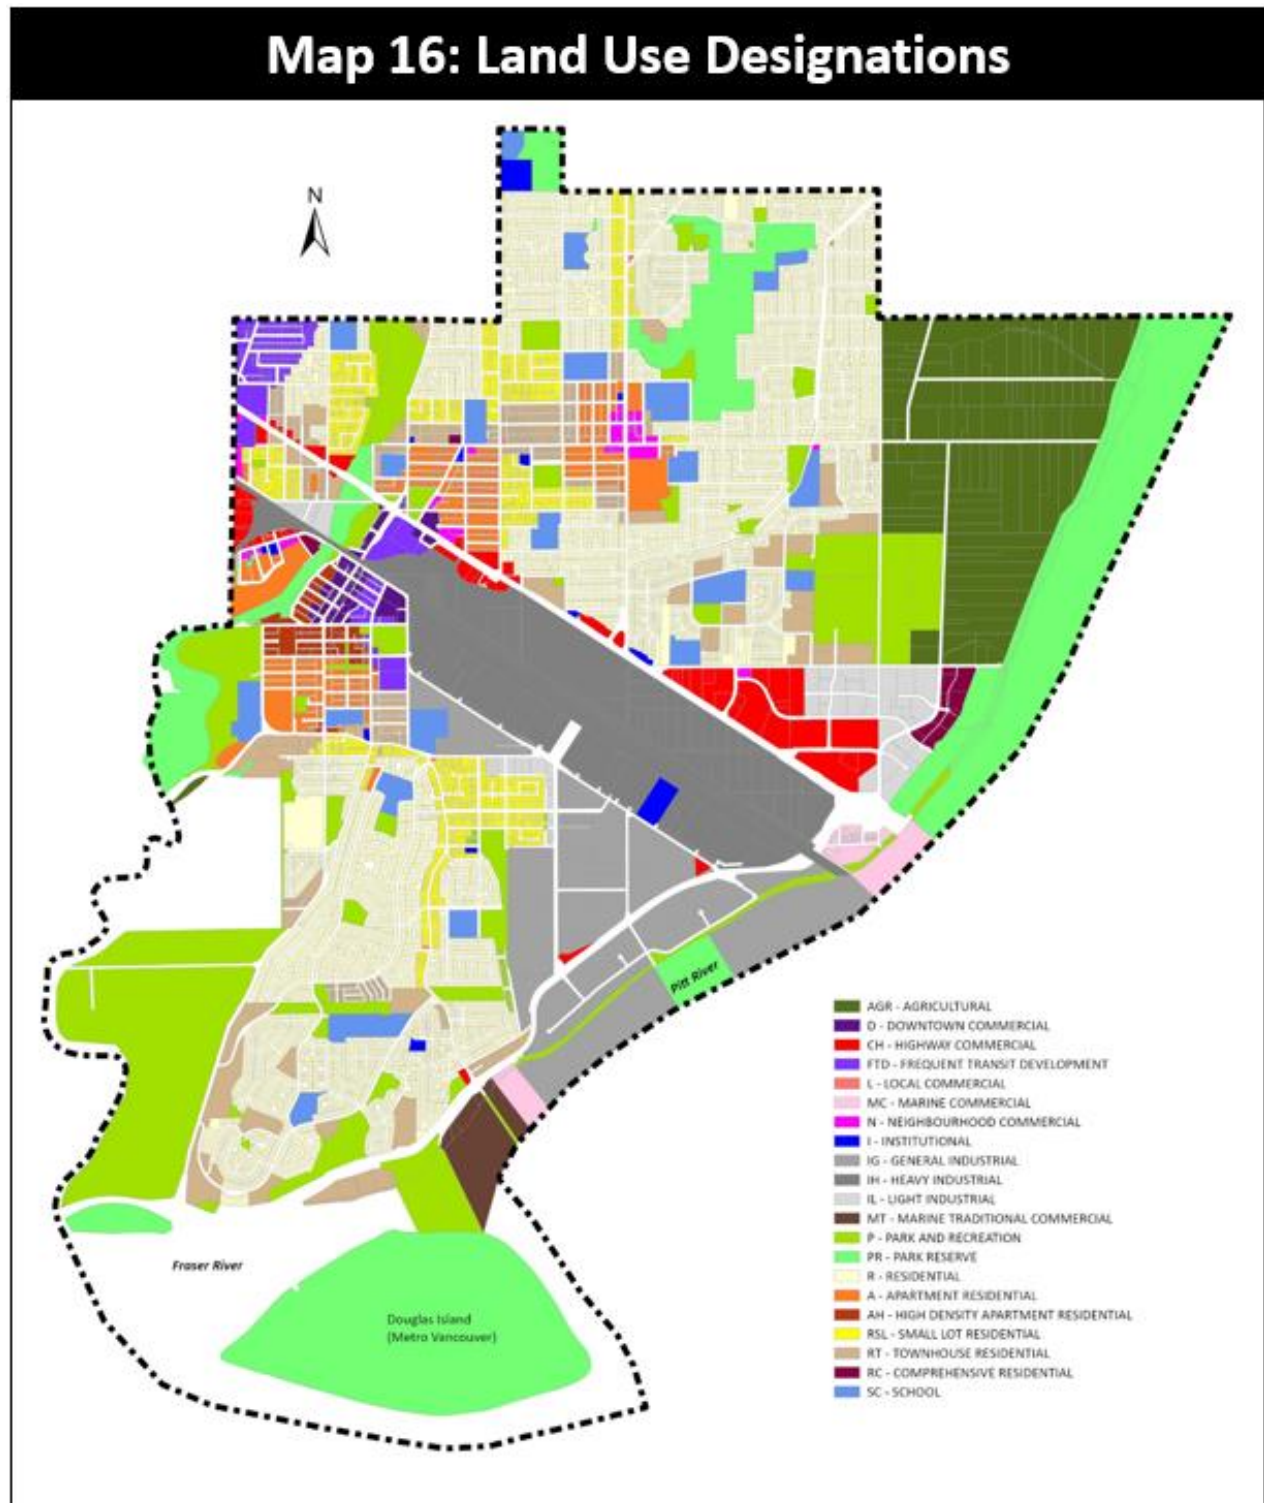 Map 16: Land Use Designations
N
AGR - AGRICULTURAL
D - DOWNTOWN COMMERCIAL
CH - HIGHWAY COMMERCIAL
FTD - FREQUENT TRANSIT DEVELOPMENT
L - LOCAL COMMERCIAL
MC - MARINE COMMERCIAL
N - NEIGHBOURHOOD COMMERCIAL
I - INSTITUTIONAL
IG - GENERAL INDUSTRIAL
IH - HEAVY INDUSTRIAL
IL - LIGHT INDUSTRIAL
MT - MARINE TRADITIONAL COMMERCIAL
P - PARK AND RECREATION
PR - PARK RESERVE
R - RESIDENTIAL
A - APARTMENT RESIDENTIAL
AH - HIGH DENSITY APARTMENT RESIDENTIAL
RSL - SMALL LOT RESIDENTIAL
RT - TOWNHOUSE RESIDENTIAL
RC - COMPREHENSIVE RESIDENTIAL
SC - SCHOOL
Pitt River
Fraser River
Douglas Island
(Metro Vancouver)